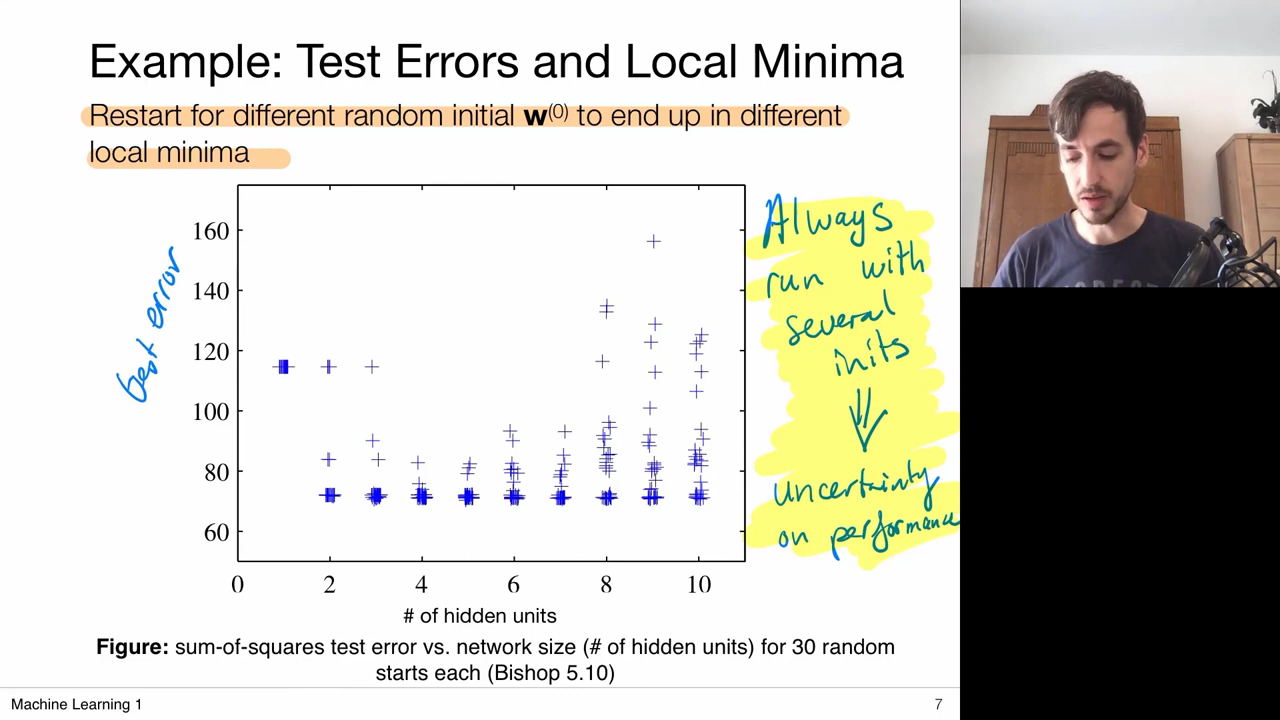 Example: Test Errors and Local Minima
Restart for different random initial w(0) to end up in different
local minima
160
140
120
100
80
60
0 2 4 6 8 10
# of hidden units
Always
run with
several
inits
⇓
uncertainty
on performance
Figure: sum-of-squares test error vs. network size (# of hidden units) for 30 random
starts each (Bishop 5.10)
Machine Learning 1
7
error